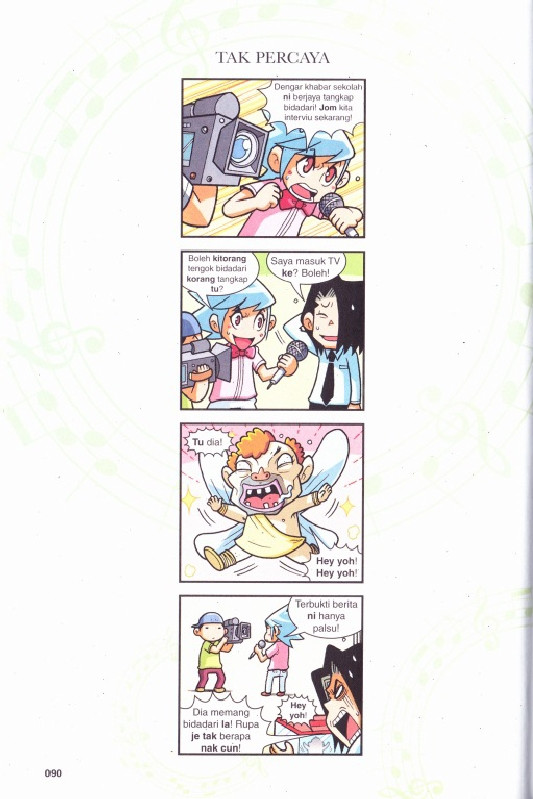 TAK PERCAYA
Dengar khabar sekolah
ni berjaya tangkap
bidadari! Jom kita
interviu sekarang!
Boleh kitorang
tengok bidadari
korang tangkap
tu?
Saya masuk TV
ke? Boleh!
Tu dia!
Hey yoh!
Hey yoh!
Terbukti berita
ni hanya
palsu!
Hey
yoh!
Dia memang
bidadari la! Rupa
je tak berapa
nak cun!
090